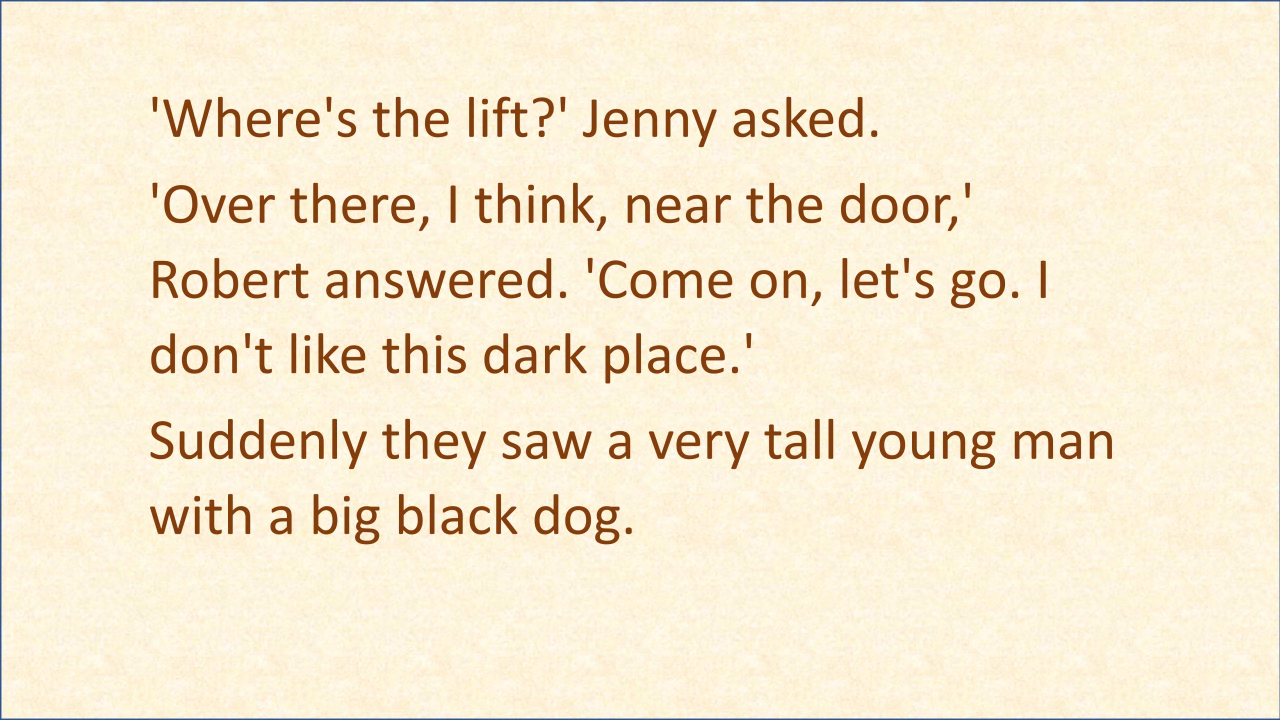 'Where's the lift?' Jenny asked.
'Over there, I think, near the door,'
Robert answered. 'Come on, let's go. I
don't like this dark place.'
Suddenly they saw a very tall young man
with a big black dog.